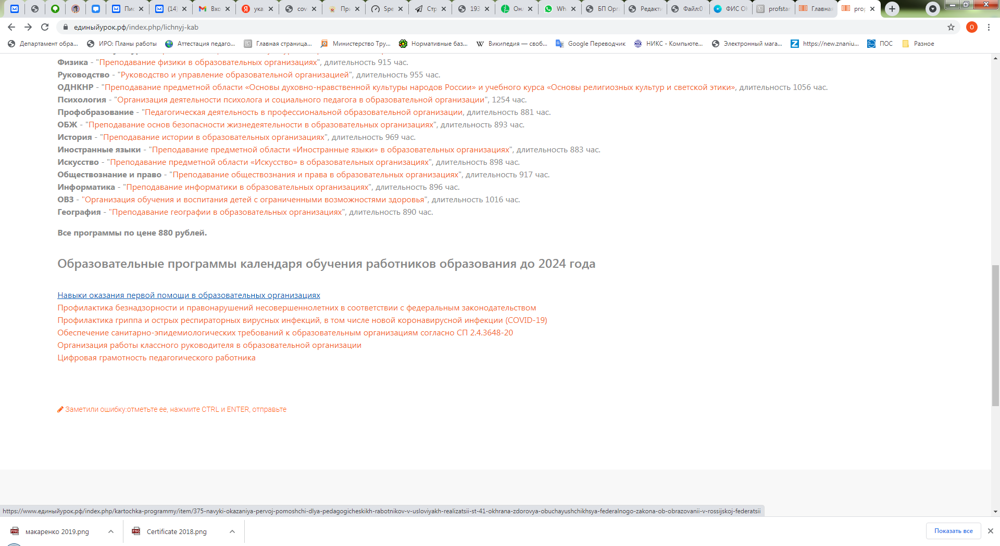 Пис
(14)
Вхо
ука
cov
При
Spe
Стр
193
Онл
Wh
БП Орг
Редакти
Файл:0
ФИС О
profstan
Главная
prop
О
единыйурок.рф/index.php/lichnyj-kab
Департамент обра...
ИРО: Планы работы
Аттестация педаго...
Главная страница...
Министерство Тру...
Нормативные баз...
Википедия — своб...
Google Переводчик
НИКС - Компьюте...
Электронный мага...
https://new.znaniu...
ПОС
Разное
Физика - "Преподавание физики в образовательных организациях", длительность 915 час.
Руководство - "Руководство и управление образовательной организацией", длительность 955 час.
ОДНКНР - "Преподавание предметной области «Основы духовно-нравственной культуры народов России» и учебного курса «Основы религиозных культур и светской этики», длительность 1056 час.
Психология - "Организация деятельности психолога и социального педагога в образовательной организации", 1254 час.
Профобразование - "Педагогическая деятельность в профессиональной образовательной организации, длительность 881 час.
ОБЖ - "Преподавание основ безопасности жизнедеятельности в образовательных организациях", длительность 893 час.
История - "Преподавание истории в образовательных организациях", длительность 969 час.
Иностранные языки - "Преподавание предметной области «Иностранные языки» в образовательных организациях", длительность 883 час.
Искусство - "Преподавание предметной области «Искусство» в образовательных организациях", длительность 898 час.
Обществознание и право - "Преподавание обществознания и права в образовательных организациях", длительность 917 час.
Информатика - "Преподавание информатики в образовательных организациях", длительность 896 час.
ОВЗ - "Организация обучения и воспитания детей с ограниченными возможностями здоровья", длительность 1016 час.
География - "Преподавание географии в образовательных организациях", длительность 890 час.
Все программы по цене 880 рублей.
Образовательные программы календаря обучения работников образования до 2024 года
Навыки оказания первой помощи в образовательных организациях
Профилактика безнадзорности и правонарушений несовершеннолетних в соответствии с федеральным законодательством
Профилактика гриппа и острых респираторных вирусных инфекций, в том числе новой коронавирусной инфекции (COVID-19)
Обеспечение санитарно-эпидемиологических требований к образовательным организациям согласно СП 2.4.3648-20
Организация работы классного руководителя в образовательной организации
Цифровая грамотность педагогического работника
Заметили ошибку:отметьте ее, нажмите CTRL и ENTER, отправьте
https://www.единыйурок.рф/index.php/kartochka-programmy/item/375-navyki-okazaniya-pervoj-pomoshchi-dlya-pedagogicheskikh-rabotnikov-v-usloviyakh-realizatsii-st-41-okhrana-zdorovya-obuchayushchikhsya-federalnogo-zakona-ob-obrazovanii-v-rossijskoj-federatsii
макаренко 2019.png
Certificate 2018.png
Показать все